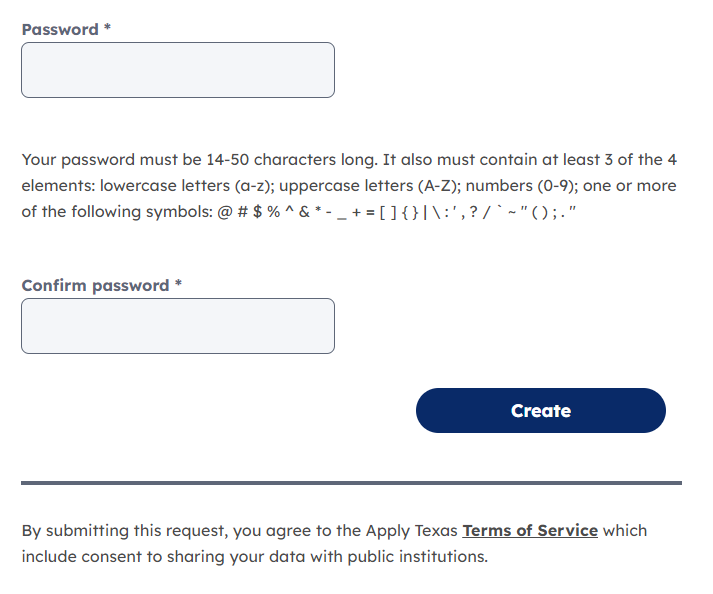 Password *
Your password must be 14-50 characters long. It also must contain at least 3 of the 4
elements: lowercase letters (a-z); uppercase letters (A-Z); numbers (0-9); one or more
of the following symbols: @ # $ % ^ & * - _ + = [ ] { } | \ : ' , ? / ` ~ " ( ) ; . "
Confirm password *
Create
By submitting this request, you agree to the Apply Texas Terms of Service which
include consent to sharing your data with public institutions.